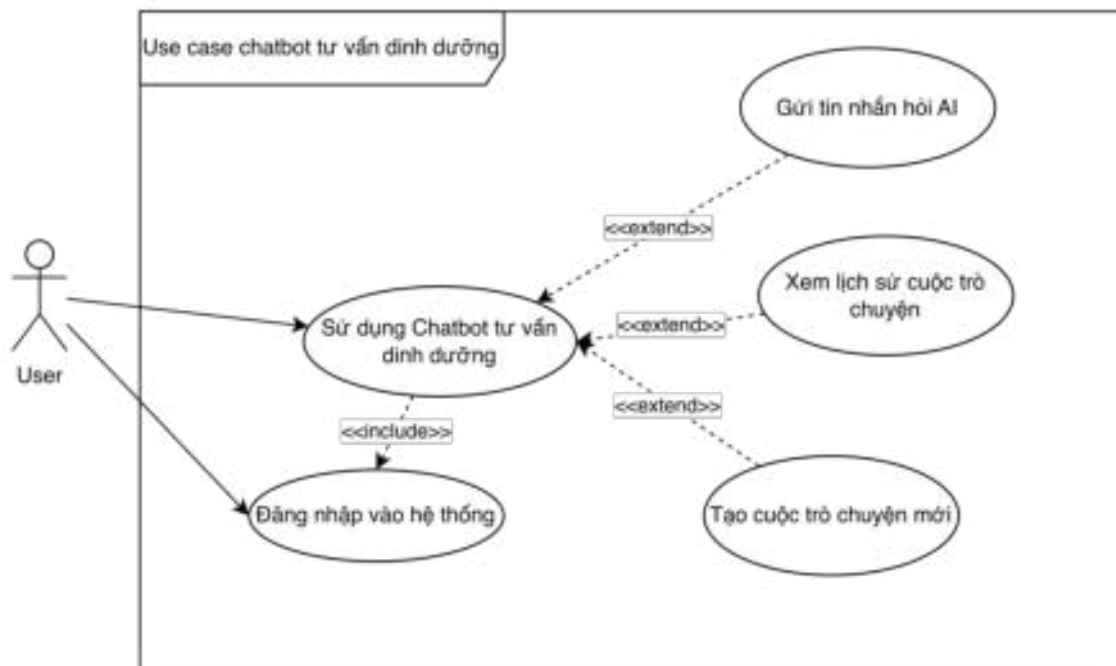 Use case chatbot tư vấn dinh dưỡng
Gửi tin nhắn hỏi AI
<<extend>>
Xem lịch sử cuộc trò
chuyện
<<extend>>
Sử dụng Chatbot tư vấn
dinh dưỡng
User
<<extend>>
<<include>>
Đăng nhập vào hệ thống
Tạo cuộc trò chuyện mới